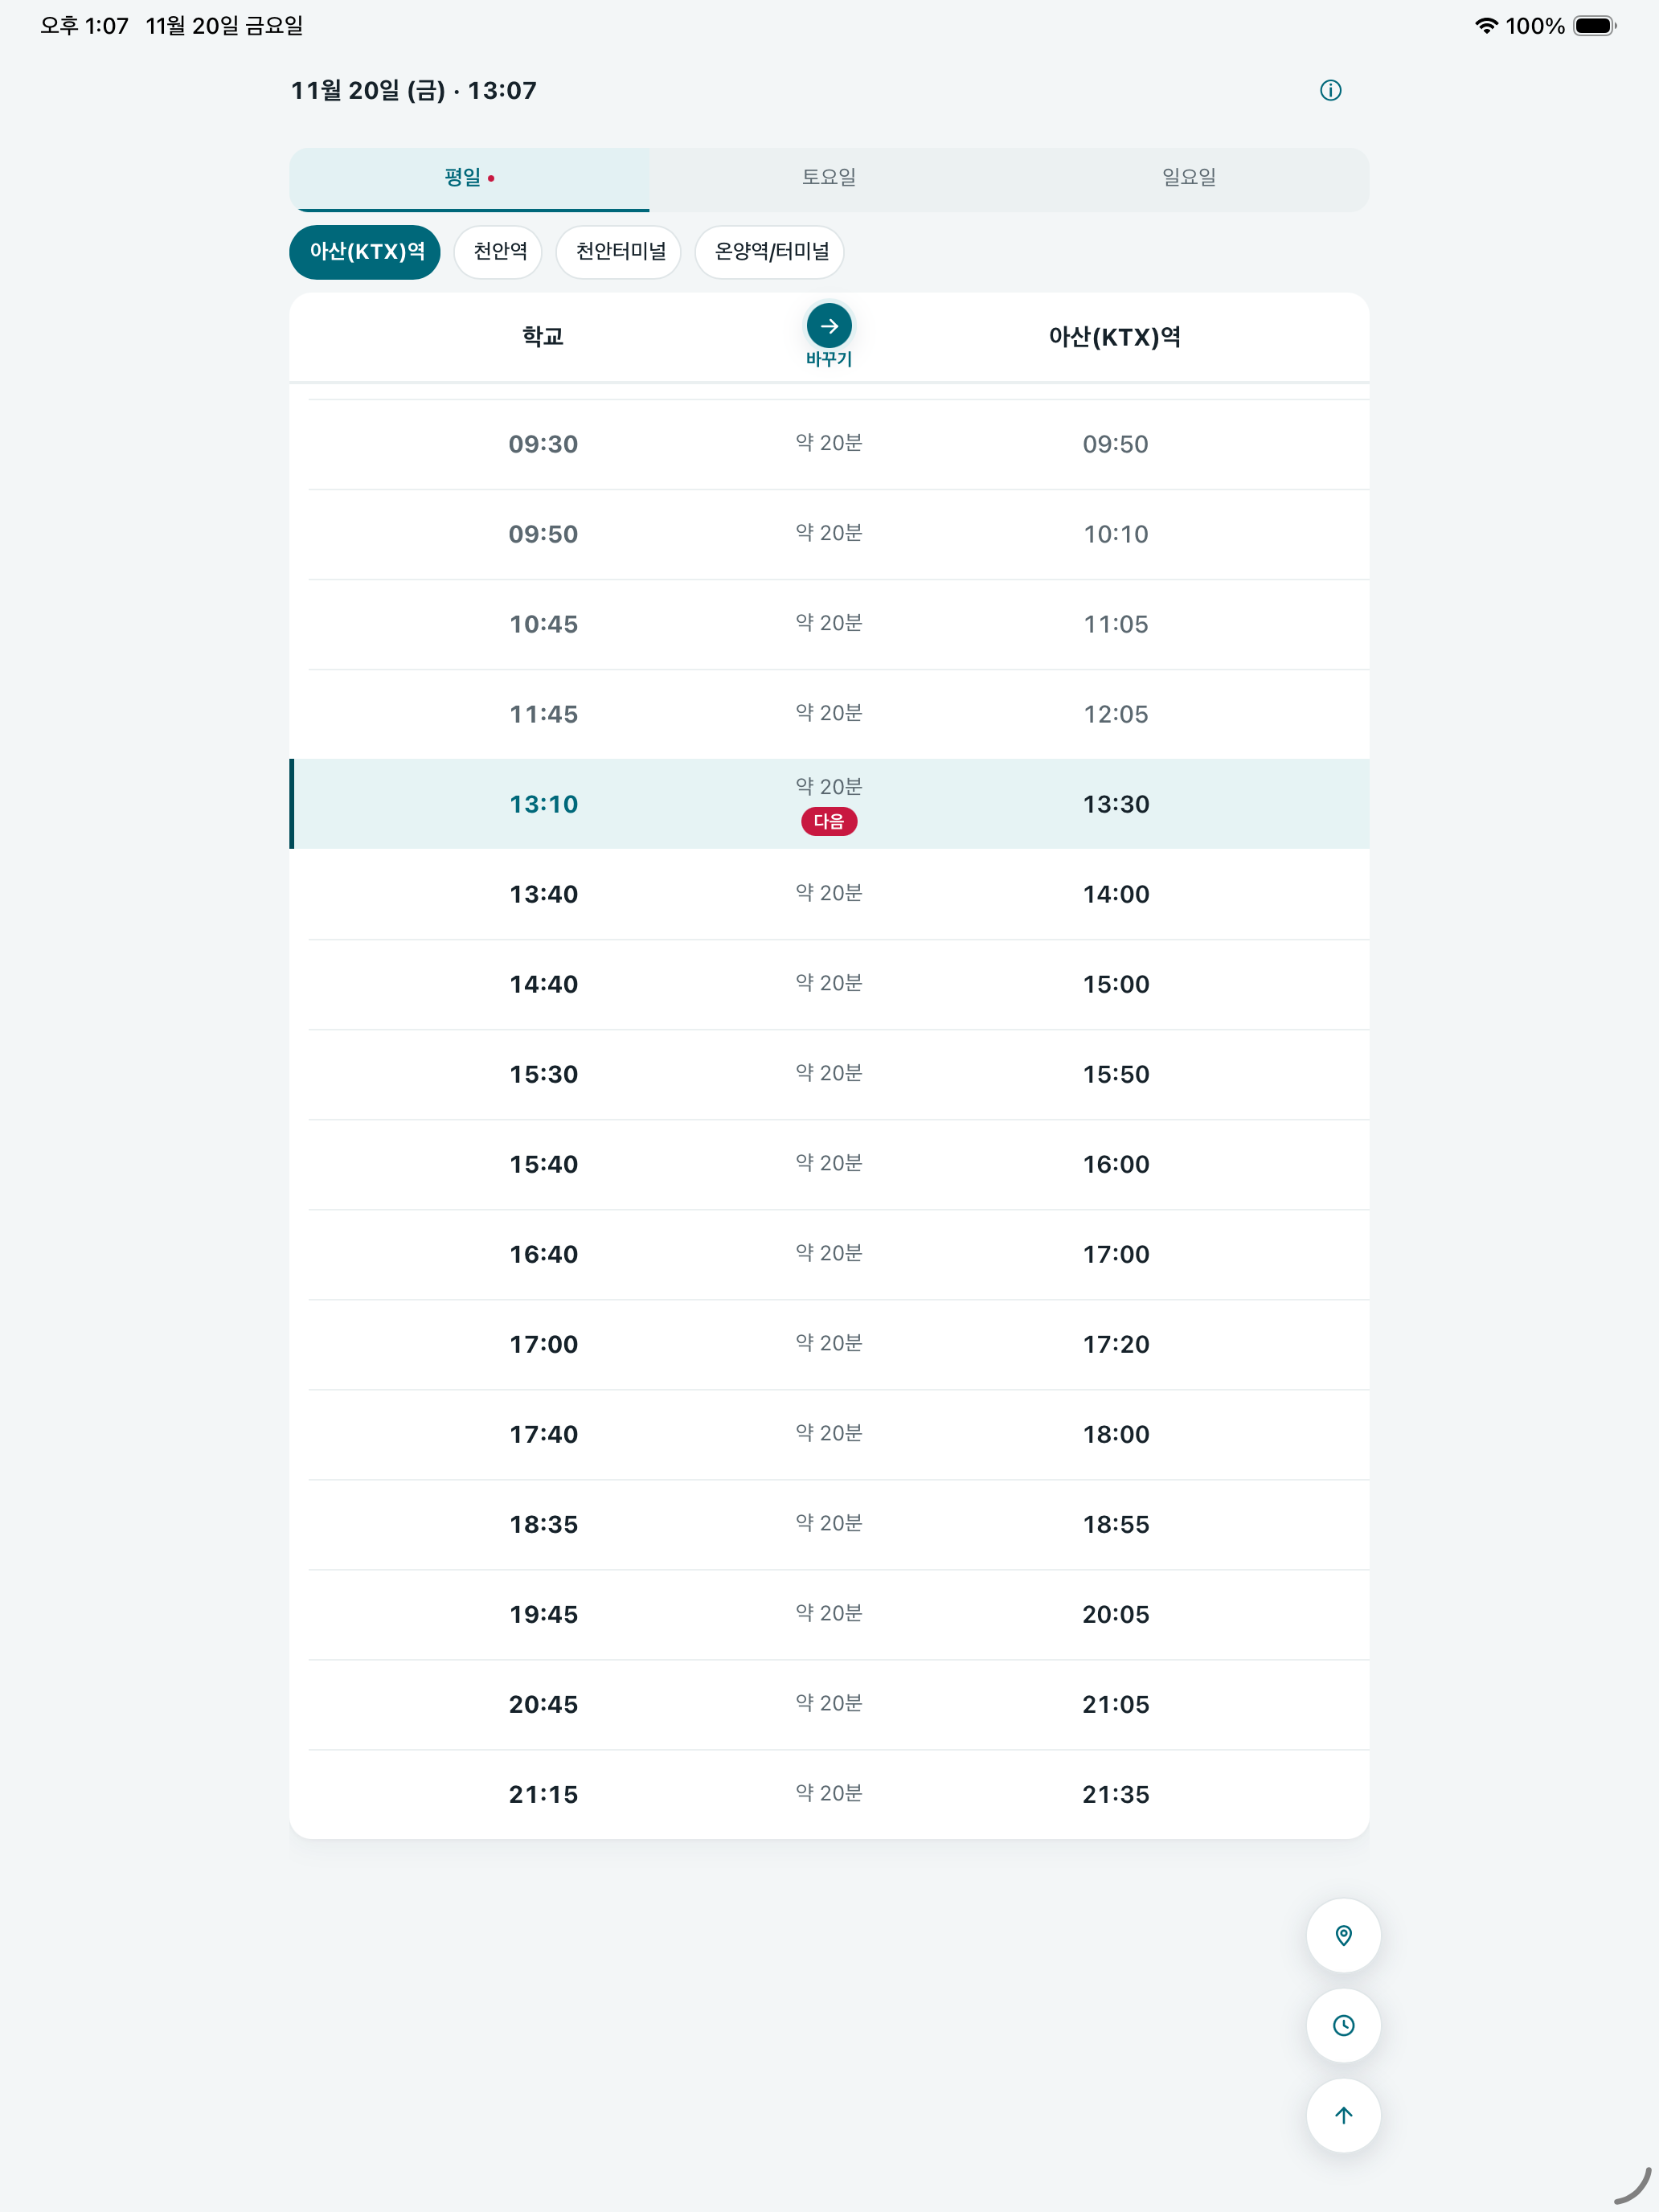 오후 1:07 11월 20일 금요일 100%
11월 20일 (금) · 13:07
평일 토요일 일요일
아산(KTX)역 천안역 천안터미널 온양역/터미널
학교 바꾸기 아산(KTX)역
09:30 약 20분 09:50
09:50 약 20분 10:10
10:45 약 20분 11:05
11:45 약 20분 12:05
13:10 약 20분 다음 13:30
13:40 약 20분 14:00
14:40 약 20분 15:00
15:30 약 20분 15:50
15:40 약 20분 16:00
16:40 약 20분 17:00
17:00 약 20분 17:20
17:40 약 20분 18:00
18:35 약 20분 18:55
19:45 약 20분 20:05
20:45 약 20분 21:05
21:15 약 20분 21:35